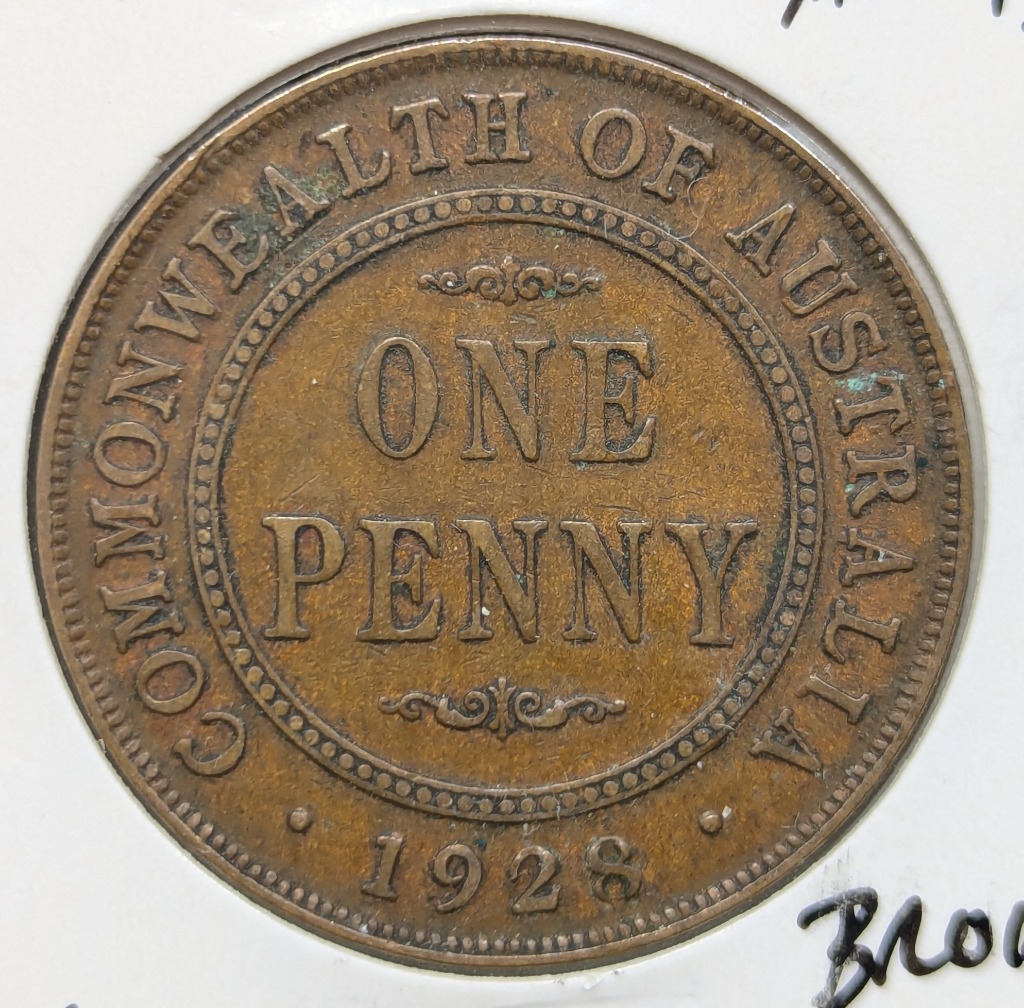 COMMONWEALTH OF AUSTRALIA
ONE
PENNY
1928